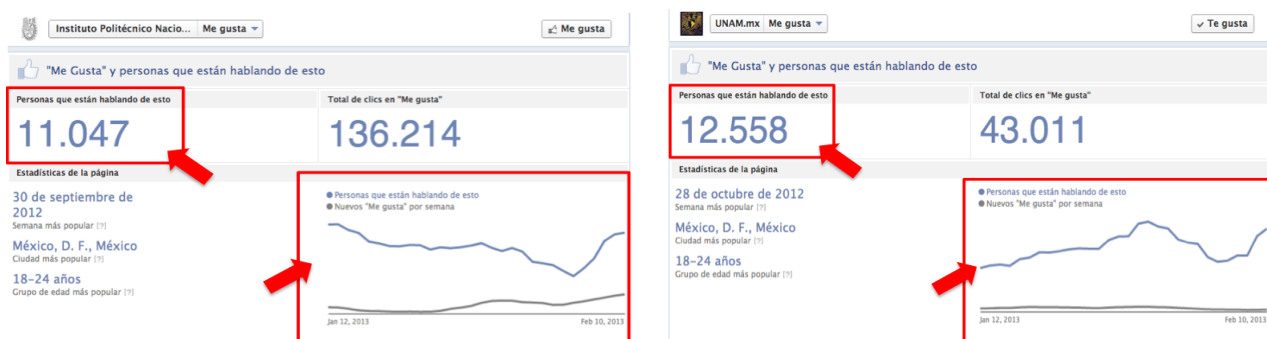 Instituto Politécnico Nacio... Me gusta
Me gusta
"Me Gusta" y personas que están hablando de esto
Personas que están hablando de esto
Total de clics en "Me gusta"
11.047
136.214
Estadísticas de la página
30 de septiembre de
2012
Semana más popular [?]
México, D. F., México
Ciudad más popular [?]
18–24 años
Grupo de edad más popular [?]
Personas que están hablando de esto
Nuevos "Me gusta" por semana
Jan 12, 2013
Feb 10, 2013
UNAM.mx Me gusta
Te gusta
"Me Gusta" y personas que están hablando de esto
Personas que están hablando de esto
Total de clics en "Me gusta"
12.558
43.011
Estadísticas de la página
28 de octubre de 2012
Semana más popular [?]
México, D. F., México
Ciudad más popular [?]
18–24 años
Grupo de edad más popular [?]
Personas que están hablando de esto
Nuevos "Me gusta" por semana
Jan 12, 2013
Feb 10, 2013